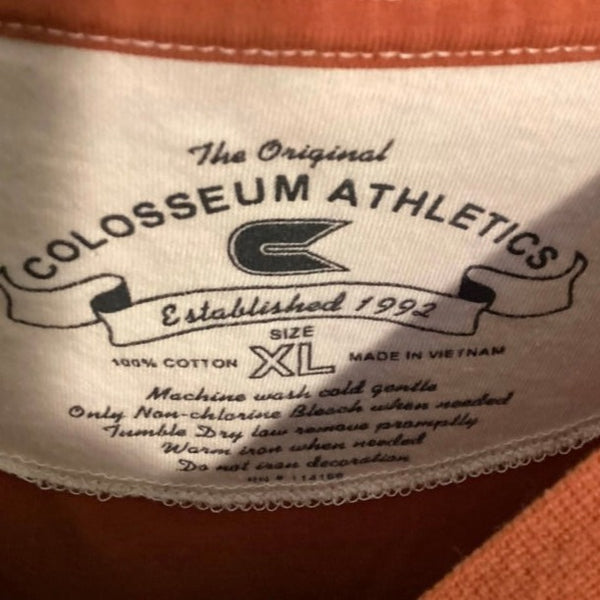 The Original
COLOSSEUM ATHLETICS
Established 1992
SIZE
100% COTTON XL MADE IN VIETNAM
Machine wash cold gentle
Only Non-chlorine Bleach when needed
Tumble Dry low remove promptly
Warm iron when needed
Do not iron decoration
RN #